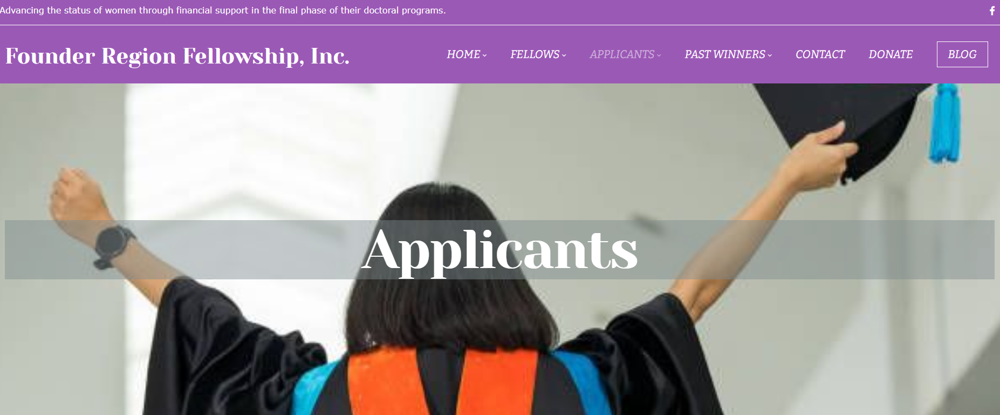 Advancing the status of women through financial support in the final phase of their doctoral programs.
Founder Region Fellowship, Inc.
HOME FELLOWS APPLICANTS PAST WINNERS CONTACT DONATE BLOG
Applicants